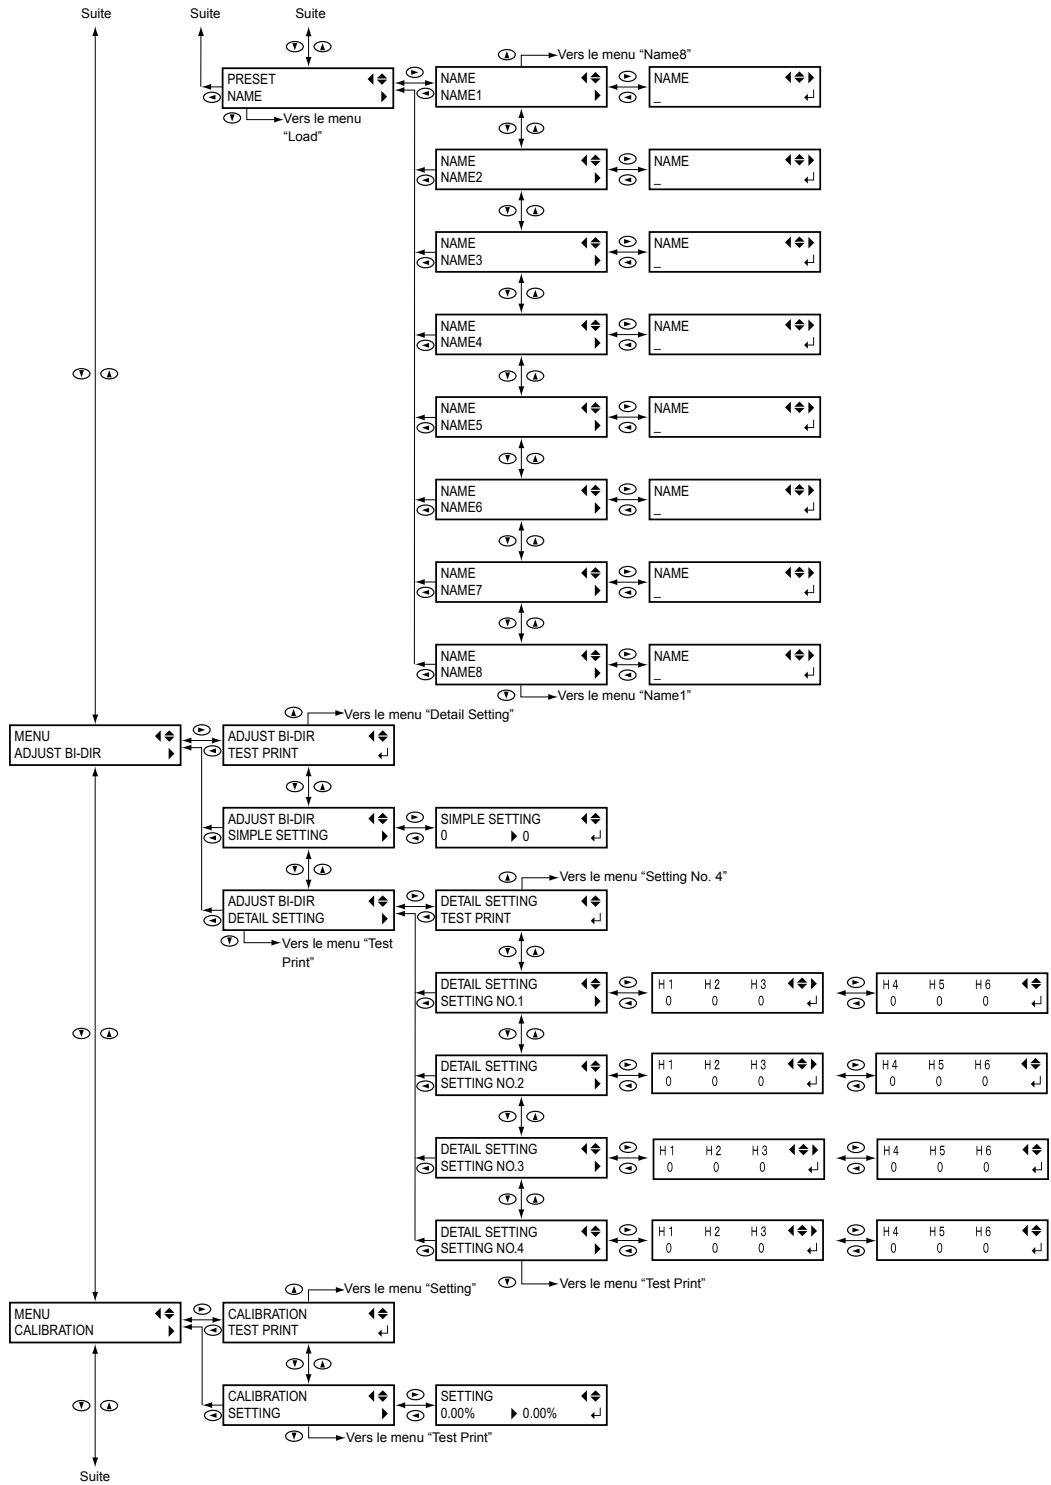 Suite
Suite
Suite
Vers le menu “Name8”
PRESET
NAME
NAME
NAME1
NAME
_
Vers le menu
“Load”
NAME
NAME2
NAME
_
NAME
NAME3
NAME
_
NAME
NAME4
NAME
_
NAME
NAME5
NAME
_
NAME
NAME6
NAME
_
NAME
NAME7
NAME
_
NAME
NAME8
NAME
_
Vers le menu “Name1”
Vers le menu “Detail Setting”
MENU
ADJUST BI-DIR
ADJUST BI-DIR
TEST PRINT
ADJUST BI-DIR
SIMPLE SETTING
SIMPLE SETTING
0 0
Vers le menu “Setting No. 4”
ADJUST BI-DIR
DETAIL SETTING
DETAIL SETTING
TEST PRINT
Vers le menu “Test
Print”
DETAIL SETTING
SETTING NO.1
H1 H2 H3
0 0 0
H4 H5 H6
0 0 0
DETAIL SETTING
SETTING NO.2
H1 H2 H3
0 0 0
H4 H5 H6
0 0 0
DETAIL SETTING
SETTING NO.3
H1 H2 H3
0 0 0
H4 H5 H6
0 0 0
DETAIL SETTING
SETTING NO.4
H1 H2 H3
0 0 0
H4 H5 H6
0 0 0
Vers le menu “Test Print”
Vers le menu “Setting”
MENU
CALIBRATION
CALIBRATION
TEST PRINT
CALIBRATION
SETTING
SETTING
0.00% 0.00%
Vers le menu “Test Print”
Suite